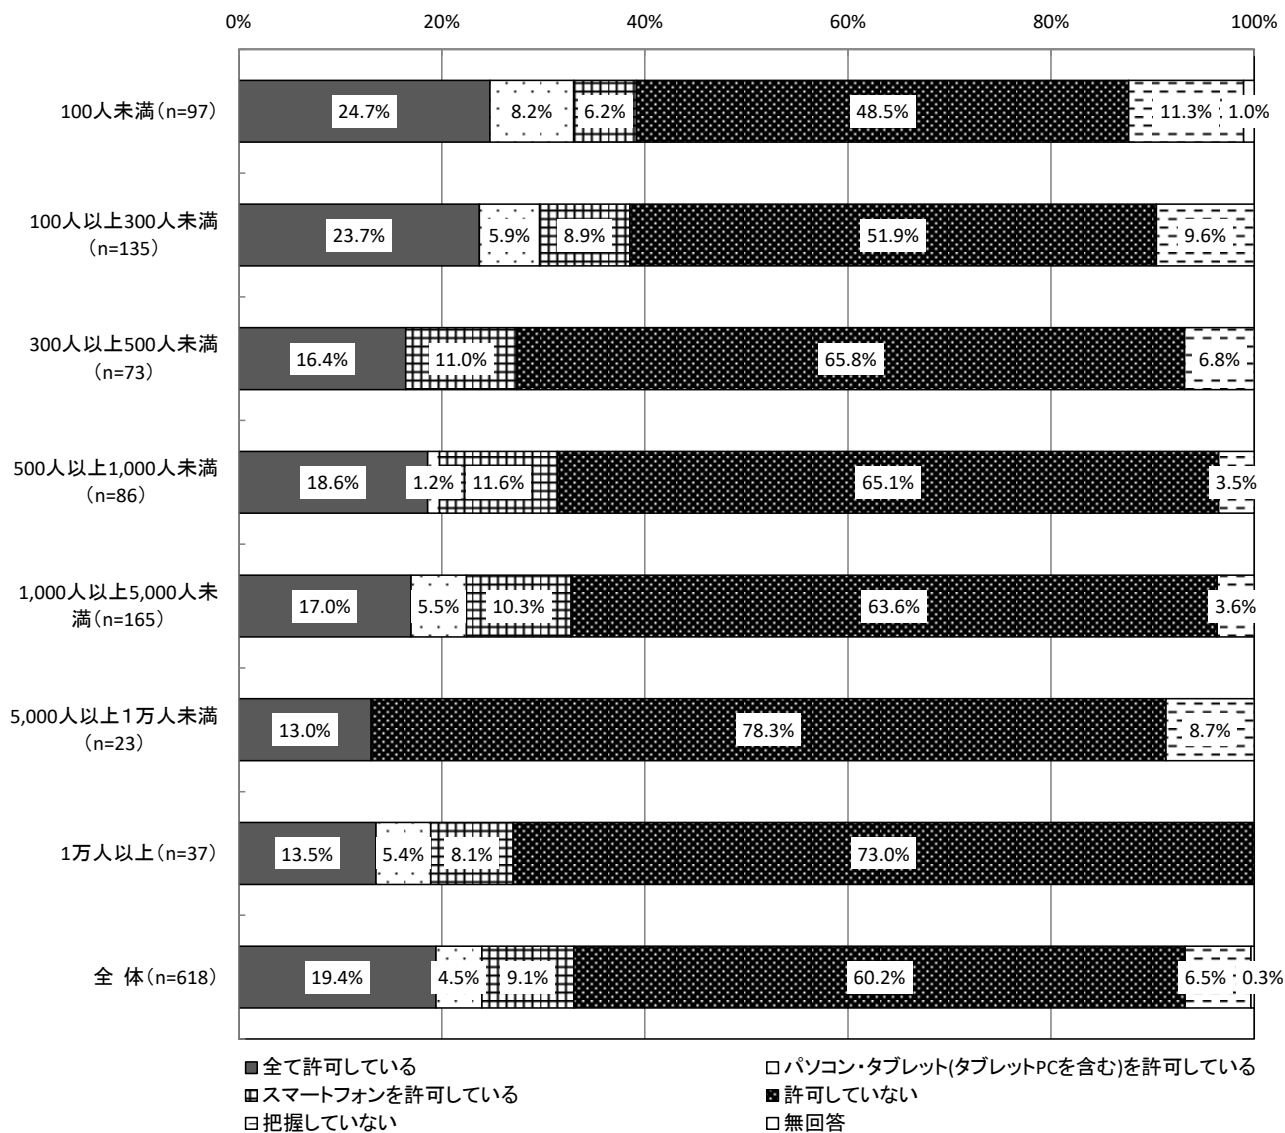 0% 20% 40% 60% 80% 100%
100人未満(n=97) 24.7% 8.2% 6.2% 48.5% 11.3% 1.0%
100人以上300人未満
(n=135) 23.7% 5.9% 8.9% 51.9% 9.6%
300人以上500人未満
(n=73) 16.4% 11.0% 65.8% 6.8%
500人以上1,000人未満
(n=86) 18.6% 1.2% 11.6% 65.1% 3.5%
1,000人以上5,000人未
満(n=165) 17.0% 5.5% 10.3% 63.6% 3.6%
5,000人以上1万人未満
(n=23) 13.0% 78.3% 8.7%
1万人以上(n=37) 13.5% 5.4% 8.1% 73.0%
全 体(n=618) 19.4% 4.5% 9.1% 60.2% 6.5% 0.3%
全て許可している パソコン・タブレット(タブレットPCを含む)を許可している
スマートフォンを許可している 許可していない
把握していない 無回答